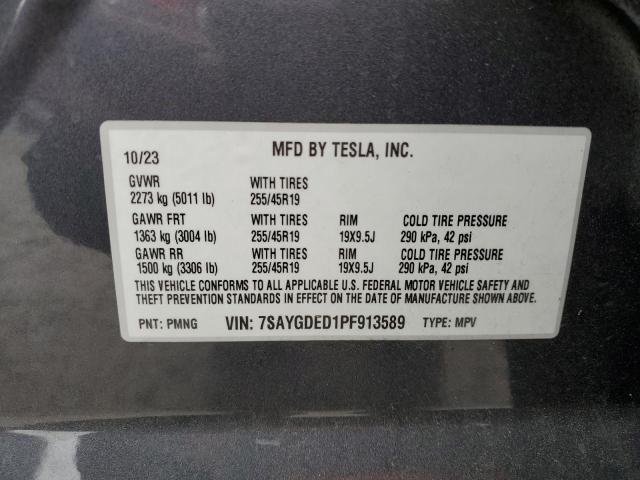 10/23 MFD BY TESLA, INC.
GVWR WITH TIRES
2273 kg (5011 lb) 255/45R19
GAWR FRT WITH TIRES RIM COLD TIRE PRESSURE
1363 kg (3004 lb) 255/45R19 19X9.5J 290 kPa, 42 psi
GAWR RR WITH TIRES RIM COLD TIRE PRESSURE
1500 kg (3306 lb) 255/45R19 19X9.5J 290 kPa, 42 psi
THIS VEHICLE CONFORMS TO ALL APPLICABLE U.S. FEDERAL MOTOR VEHICLE SAFETY AND
THEFT PREVENTION STANDARDS IN EFFECT ON THE DATE OF MANUFACTURE SHOWN ABOVE.
PNT: PMNG VIN: 7SAYGDED1PF913589 TYPE: MPV